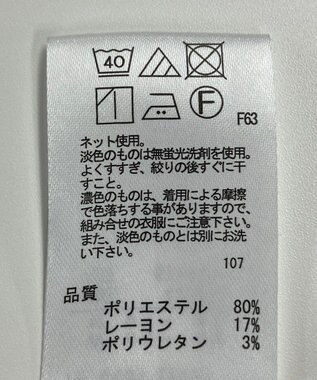 40
F
F63
ネット使用。
淡色のものは無蛍光洗剤を使用。
よくすすぎ、絞りの後すぐに干
すこと。
濃色のものは、着用による摩擦
で色落ちする事がありますので、
組み合せの衣服にご注意下さい。
また、淡色のものとは別にお洗
い下さい。
107
品質
ポリエステル 80%
レーヨン 17%
ポリウレタン 3%